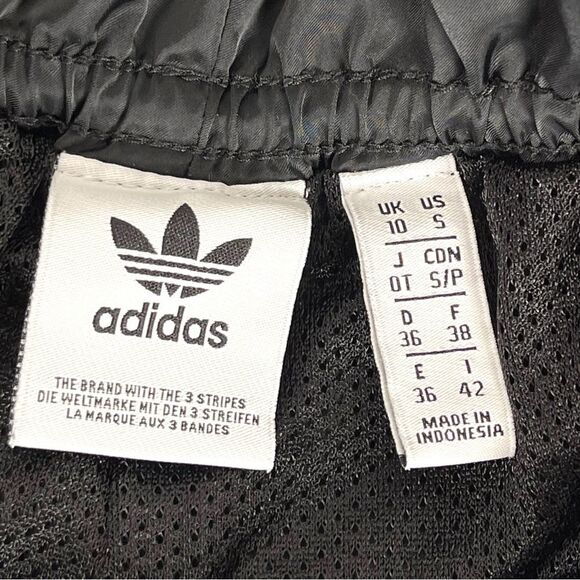 adidas
THE BRAND WITH THE 3 STRIPES
DIE WELTMARKE MIT DEN 3 STREIFEN
LA MARQUE AUX 3 BANDES
UK US
10 S
J CDN
OT S/P
D F
36 38
E I
36 42
MADE IN
INDONESIA